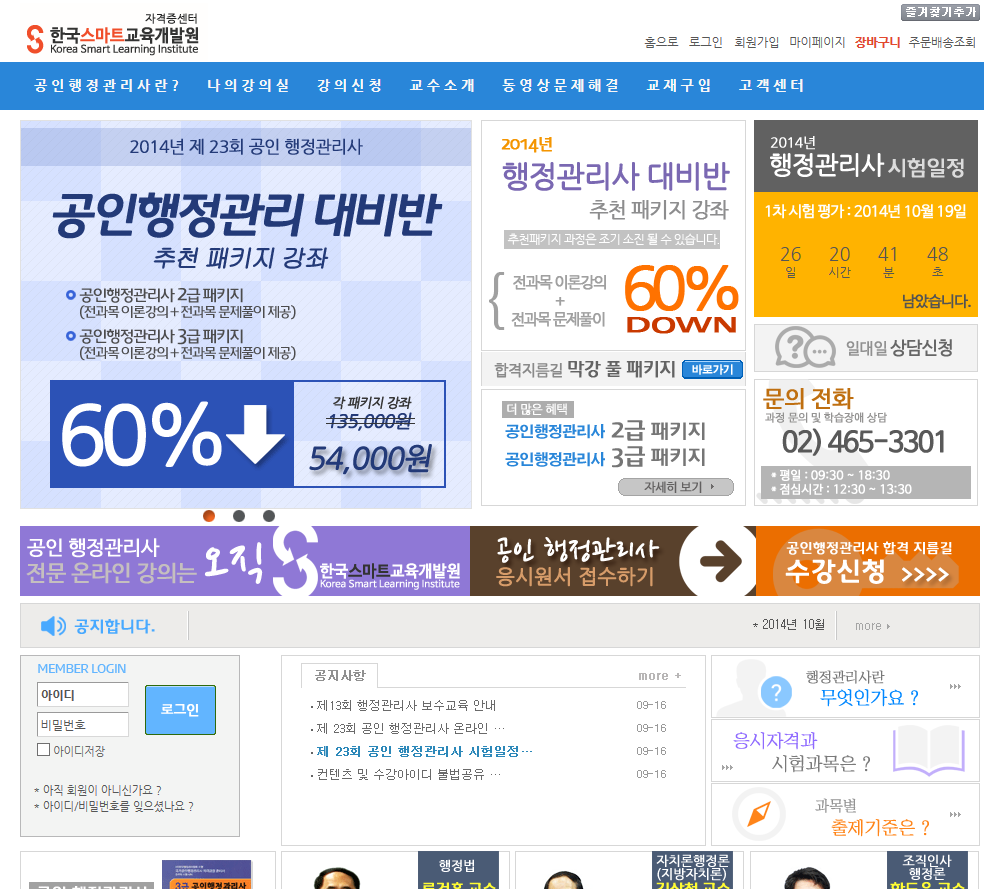 즐겨찾기추가
자격증센터
한국스마트교육개발원
Korea Smart Learning Institute
홈으로 로그인 회원가입 마이페이지 장바구니 주문배송조회
공인행정관리사란? 나의강의실 강의신청 교수소개 동영상문제해결 교재구입 고객센터
2014년 제 23회 공인 행정관리사
공인행정관리 대비반
추천 패키지 강좌
공인행정관리사 2급 패키지
(전과목 이론강의 + 전과목 문제풀이 제공)
공인행정관리사 3급 패키지
(전과목 이론강의 + 전과목 문제풀이 제공)
60%
각 패키지 강좌
135,000원
54,000원
2014년
행정관리사 대비반
추천 패키지 강좌
추천패키지 과정은 조기 소진 될 수 있습니다.
전과목 이론강의
+
전과목 문제풀이
60%
DOWN
합격지름길 막강 풀 패키지 바로가기
더 많은 혜택
공인행정관리사 2급 패키지
공인행정관리사 3급 패키지
자세히 보기
2014년
행정관리사 시험일정
1차 시험 평가 : 2014년 10월 19일
26 20 41 48
일 시간 분 초
남았습니다.
일대일 상담신청
문의 전화
과정 문의 및 학습장애 상담
02) 465-3301
* 평일 : 09:30 ~ 18:30
* 점심시간 : 12:30 ~ 13:30
공인 행정관리사
전문 온라인 강의는
오직
한국스마트교육개발원
Korea Smart Learning Institute
공인 행정관리사
응시원서 접수하기
공인행정관리사 합격 지름길
수강신청 >>>>
공지합니다.
* 2014년 10월
more
MEMBER LOGIN
아이디
비밀번호
로그인
아이디저장
* 아직 회원이 아니신가요 ?
* 아이디/비밀번호를 잊으셨나요 ?
공지사항
more +
제13회 행정관리사 보수교육 안내 09-16
제 23회 공인 행정관리사 온라인 … 09-16
제 23회 공인 행정관리사 시험일정… 09-16
컨텐츠 및 수강아이디 불법공유 … 09-16
행정관리사란
무엇인가요 ?
응시자격과
시험과목은 ?
과목별
출제기준은 ?
3급 공인행정관리사
행정법
자치론행정론
(지방자치론)
조직인사
행정론